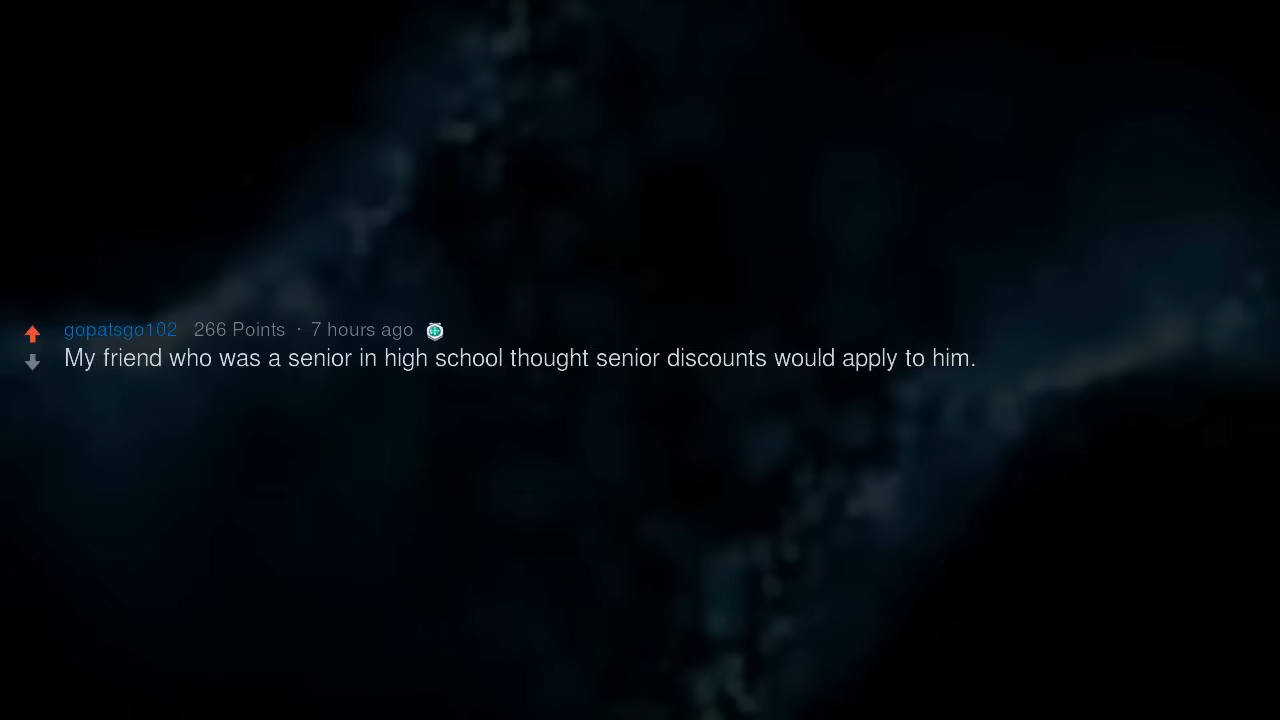 gopatsgo102 266 Points · 7 hours ago
My friend who was a senior in high school thought senior discounts would apply to him.